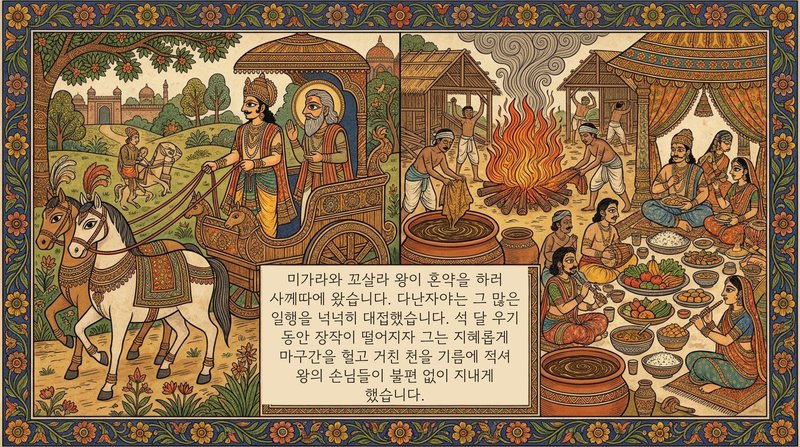 미가라와 꼬살라 왕이 혼약을 하러
사께따에 왔습니다. 다난자야는 그 많은
일행을 넉넉히 대접했습니다. 석 달 우기
동안 장작이 떨어지자 그는 지혜롭게
마구간을 헐고 거친 천을 기름에 적셔
왕의 손님들이 불편 없이 지내게
했습니다.